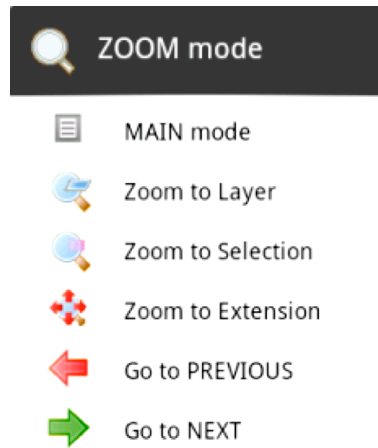 ZOOM mode
MAIN mode
Zoom to Layer
Zoom to Selection
Zoom to Extension
Go to PREVIOUS
Go to NEXT